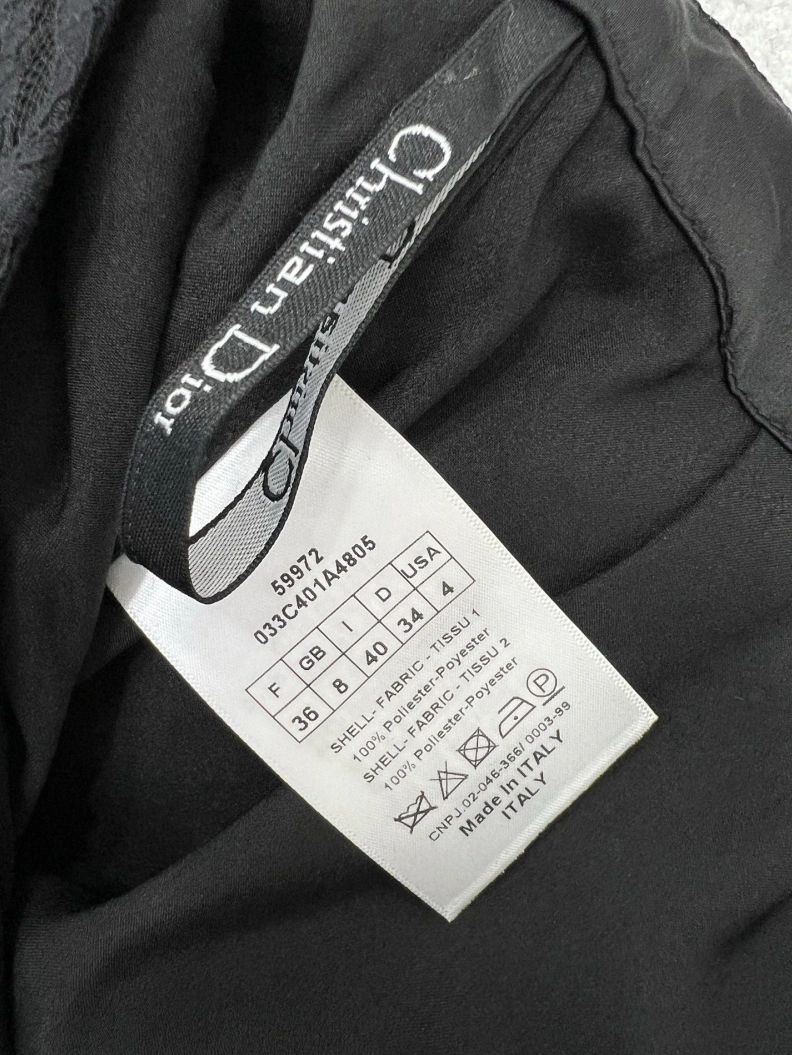 Christian Dior
59972
033C401A4805
F GB I D USA
36 8 40 34 4
SHELL- FABRIC - TISSU 1
100% Poliester-Poyester
SHELL- FABRIC - TISSU 2
100% Poliester-Poyester
P
CNPJ.02-046-366/ 0003-99
Made In ITALY
ITALY